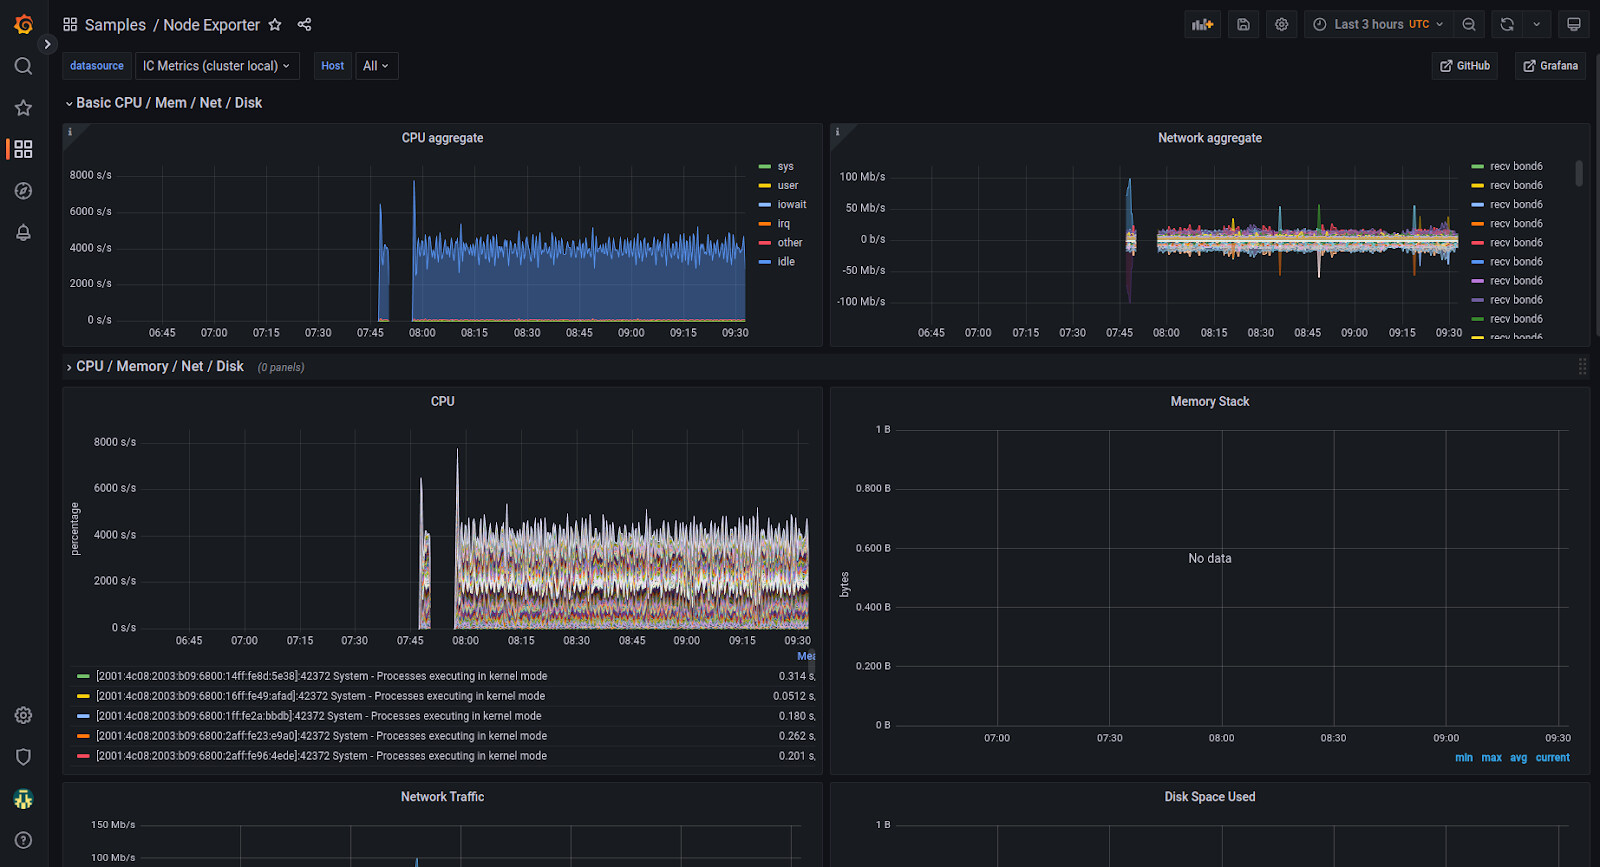 Samples / Node Exporter
Last 3 hours UTC
datasource IC Metrics (cluster local) Host All GitHub Grafana
Basic CPU / Mem / Net / Disk
i
CPU aggregate
8000 s/s
6000 s/s
4000 s/s
2000 s/s
0 s/s
06:45 07:00 07:15 07:30 07:45 08:00 08:15 08:30 08:45 09:00 09:15 09:30
sys
user
iowait
irq
other
idle
i
Network aggregate
100 Mb/s
50 Mb/s
0 b/s
-50 Mb/s
-100 Mb/s
06:45 07:00 07:15 07:30 07:45 08:00 08:15 08:30 08:45 09:00 09:15 09:30
recv bond6
recv bond6
recv bond6
recv bond6
recv bond6
recv bond6
recv bond6
recv bond6
recv bond6
recv bond6
CPU / Memory / Net / Disk (0 panels)
CPU
percentage
8000 s/s
6000 s/s
4000 s/s
2000 s/s
0 s/s
06:45 07:00 07:15 07:30 07:45 08:00 08:15 08:30 08:45 09:00 09:15 09:30
Mea
[2001:4c08:2003:b09:6800:14ff:fe8d:5e38]:42372 System - Processes executing in kernel mode 0.314 s,
[2001:4c08:2003:b09:6800:16ff:fe49:afad]:42372 System - Processes executing in kernel mode 0.0512 s,
[2001:4c08:2003:b09:6800:1ff:fe2a:bbdb]:42372 System - Processes executing in kernel mode 0.180 s,
[2001:4c08:2003:b09:6800:2aff:fe23:e9a0]:42372 System - Processes executing in kernel mode 0.262 s,
[2001:4c08:2003:b09:6800:2aff:fe96:4ede]:42372 System - Processes executing in kernel mode 0.201 s,
Memory Stack
bytes
1 B
0.800 B
0.600 B
0.400 B
0.200 B
0 B
No data
07:00 07:30 08:00 08:30 09:00 09:30
min max avg current
Network Traffic
150 Mb/s
100 Mb/s
Disk Space Used
1 B